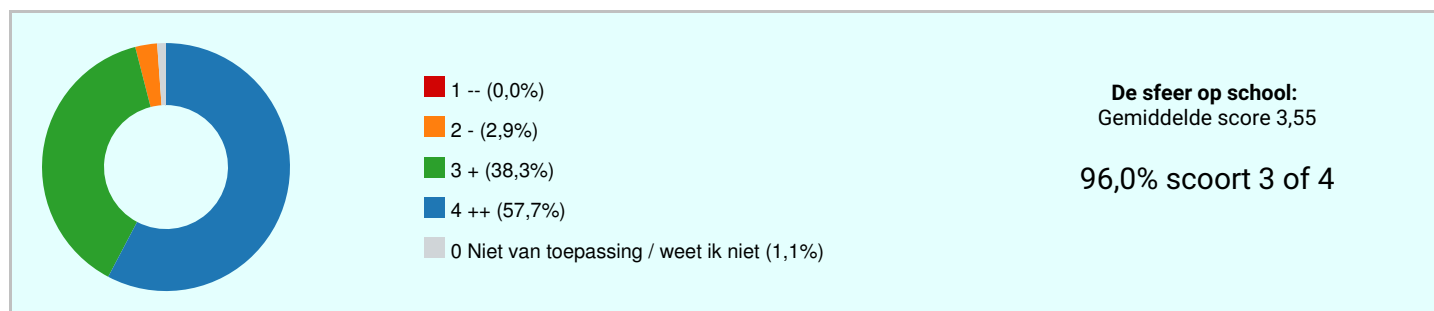 1 -- (0,0%)
2 - (2,9%)
3 + (38,3%)
4 ++ (57,7%)
0 Niet van toepassing / weet ik niet (1,1%)
De sfeer op school:
Gemiddelde score 3,55
96,0% scoort 3 of 4